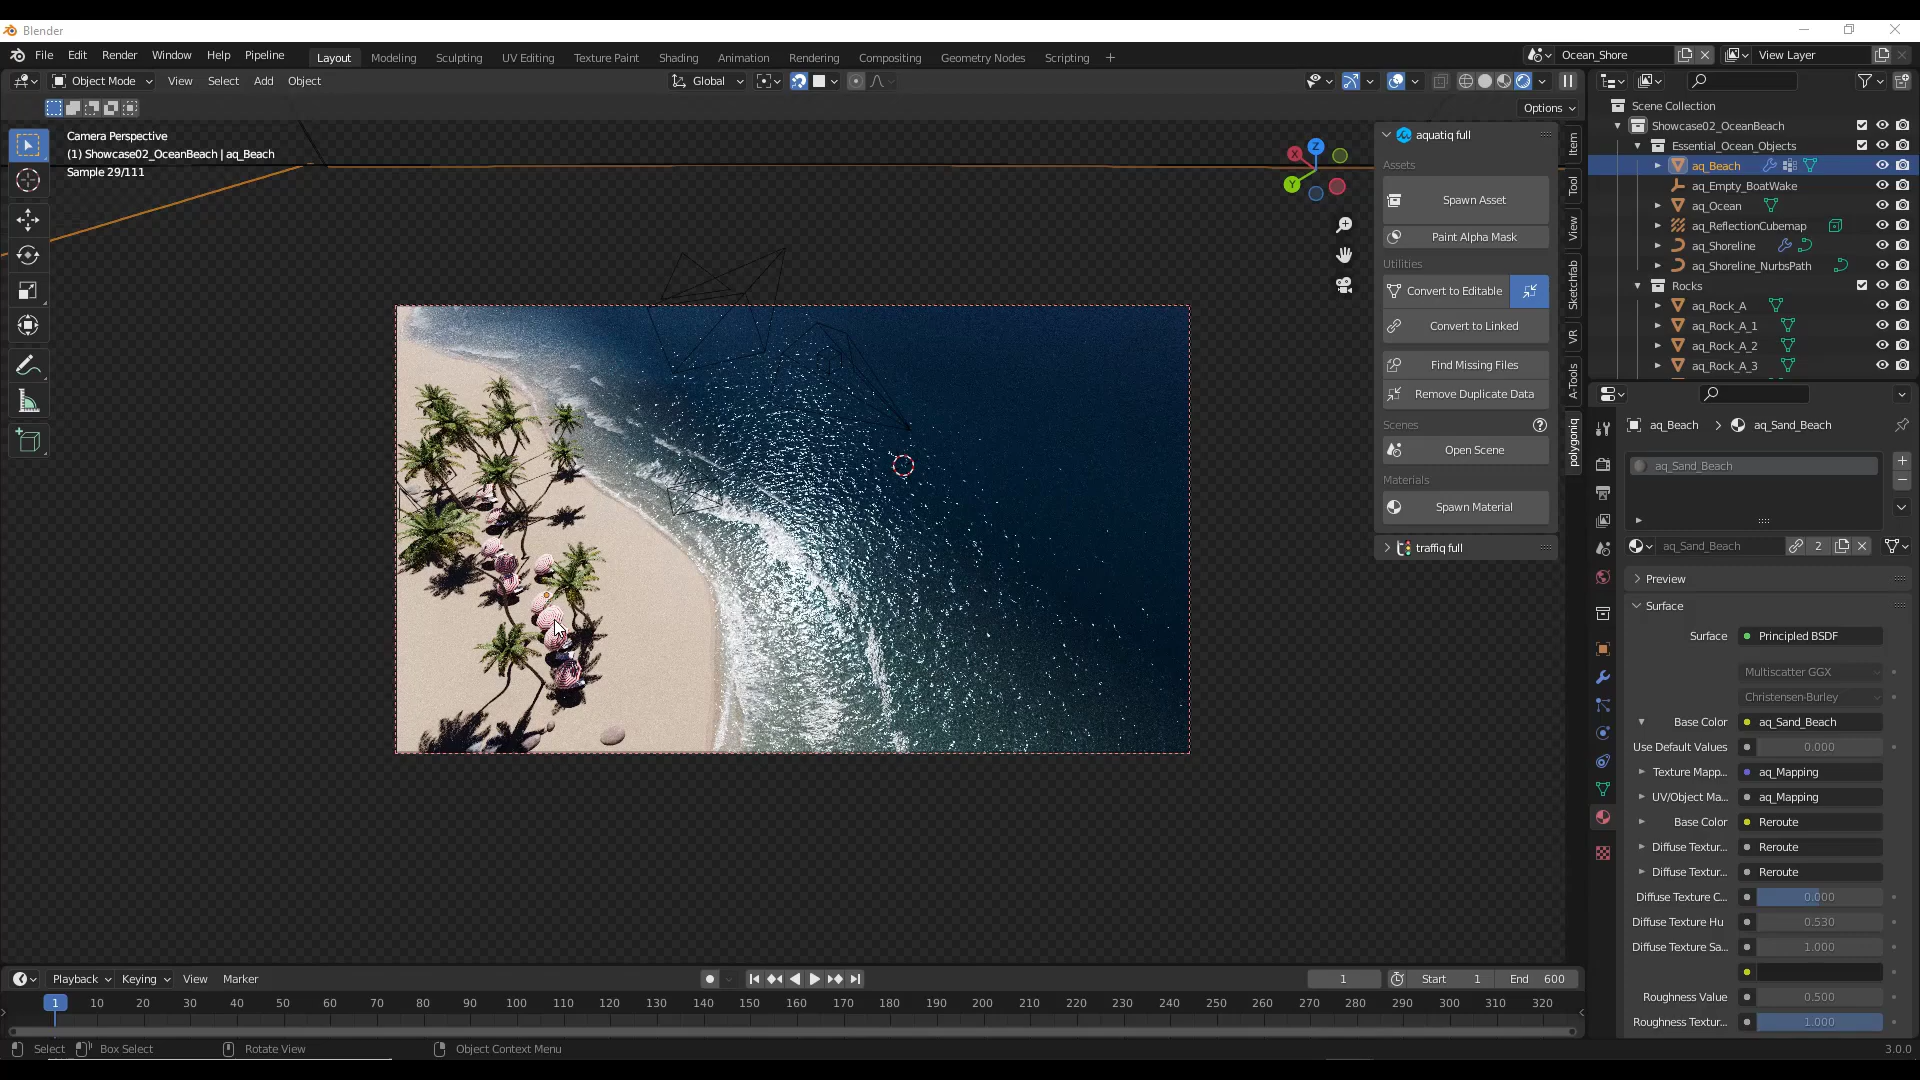 Blender
File Edit Render Window Help Pipeline
Layout Modeling Sculpting UV Editing Texture Paint Shading Animation Rendering Compositing Geometry Nodes Scripting +
Ocean_Shore
View Layer
Object Mode View Select Add Object
Global
Options
Camera Perspective
(1) Showcase02_OceanBeach | aq_Beach
Sample 29/111
X
Y
Z
aquatiq full
Assets
Spawn Asset
Paint Alpha Mask
Utilities
Convert to Editable
Convert to Linked
Find Missing Files
Remove Duplicate Data
Scenes
Open Scene
Materials
Spawn Material
traffiq full
Item
Tool
View
Sketchfab
VR
A-Tools
polygoniq
Scene Collection
Showcase02_OceanBeach
Essential_Ocean_Objects
aq_Beach
aq_Empty_BoatWake
aq_Ocean
aq_ReflectionCubemap
aq_Shoreline
aq_Shoreline_NurbsPath
Rocks
aq_Rock_A
aq_Rock_A_1
aq_Rock_A_2
aq_Rock_A_3
aq_Beach > aq_Sand_Beach
aq_Sand_Beach
aq_Sand_Beach 2
Preview
Surface
Surface Principled BSDF
Multiscatter GGX
Christensen-Burley
Base Color aq_Sand_Beach
Use Default Values 0.000
Texture Mapp... aq_Mapping
UV/Object Ma... aq_Mapping
Base Color Reroute
Diffuse Textur... Reroute
Diffuse Textur... Reroute
Diffuse Texture C... 0.000
Diffuse Texture Hu 0.530
Diffuse Texture Sa... 1.000
Roughness Value 0.500
Roughness Textur... 1.000
Playback Keying View Marker
1
Start 1
End 600
1 10 20 30 40 50 60 70 80 90 100 110 120 130 140 150 160 170 180 190 200 210 220 230 240 250 260 270 280 290 300 310 320
Select Box Select Rotate View Object Context Menu
3.0.0